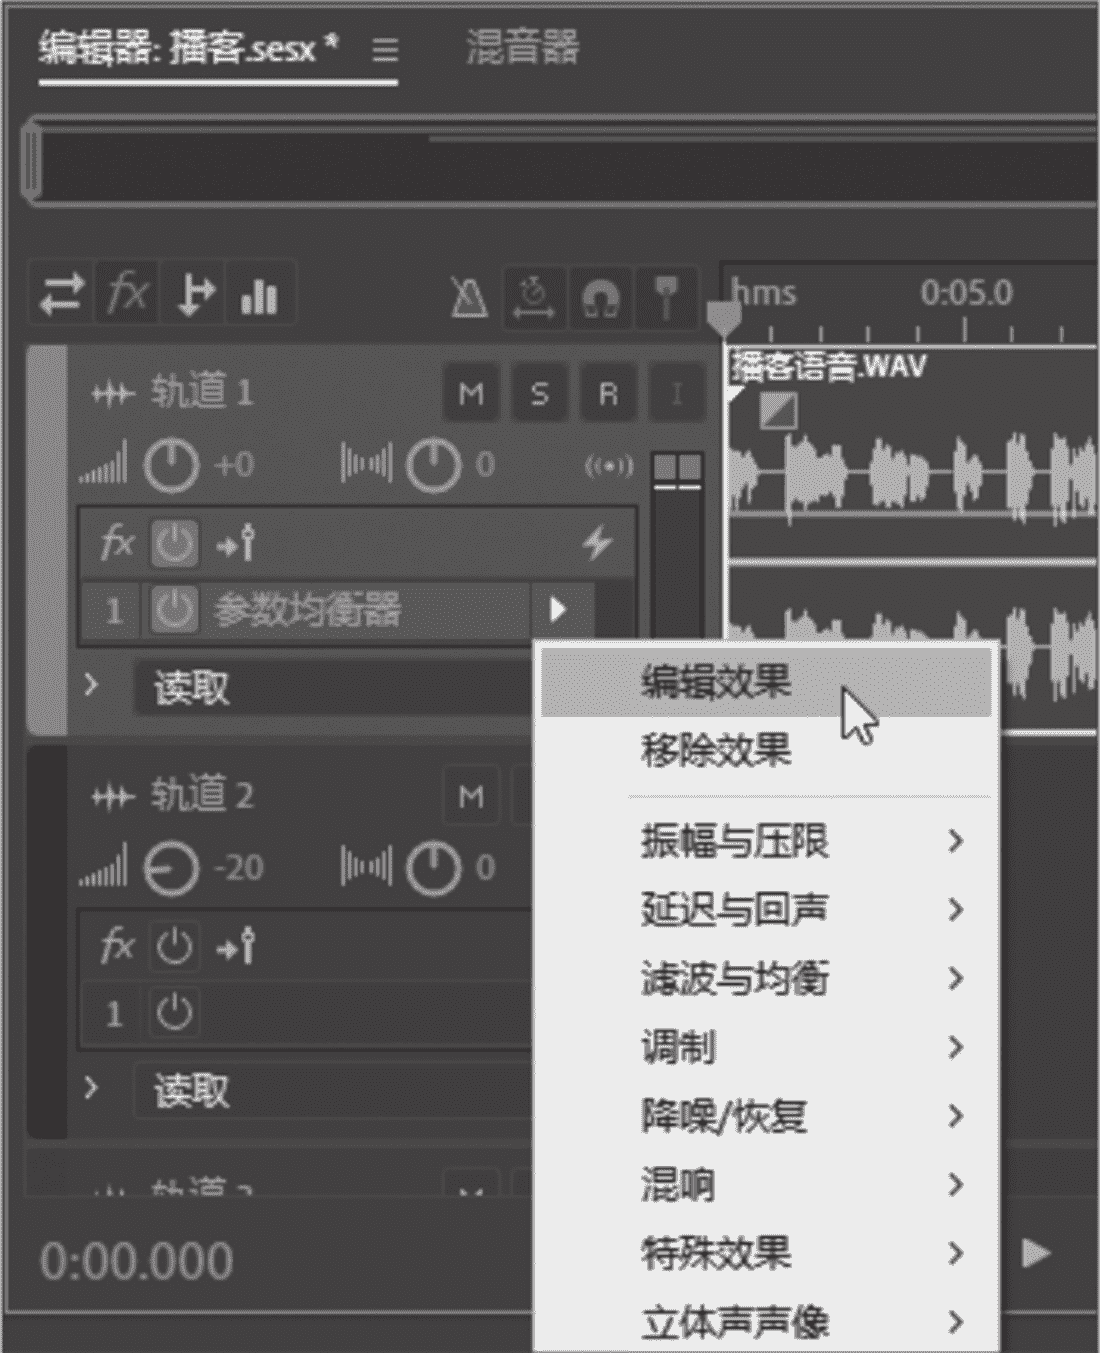 编辑器: 播客.sesx * ☰ 混音器
fx hms 0:05.0
轨道 1 M S R I 播客语音.WAV
+0 0
fx
1 参数均衡器
读取 编辑效果
移除效果
轨道 2 M
振幅与压限
-20 0
延迟与回声
fx
滤波与均衡
1
调制
读取
降噪/恢复
混响
0:00.000 特殊效果
立体声声像